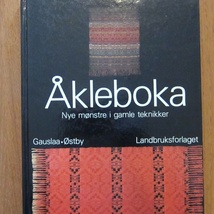 Åkleboka
Nye mønstre i gamle teknikker
Gauslaa • Østby Landbruksforlaget